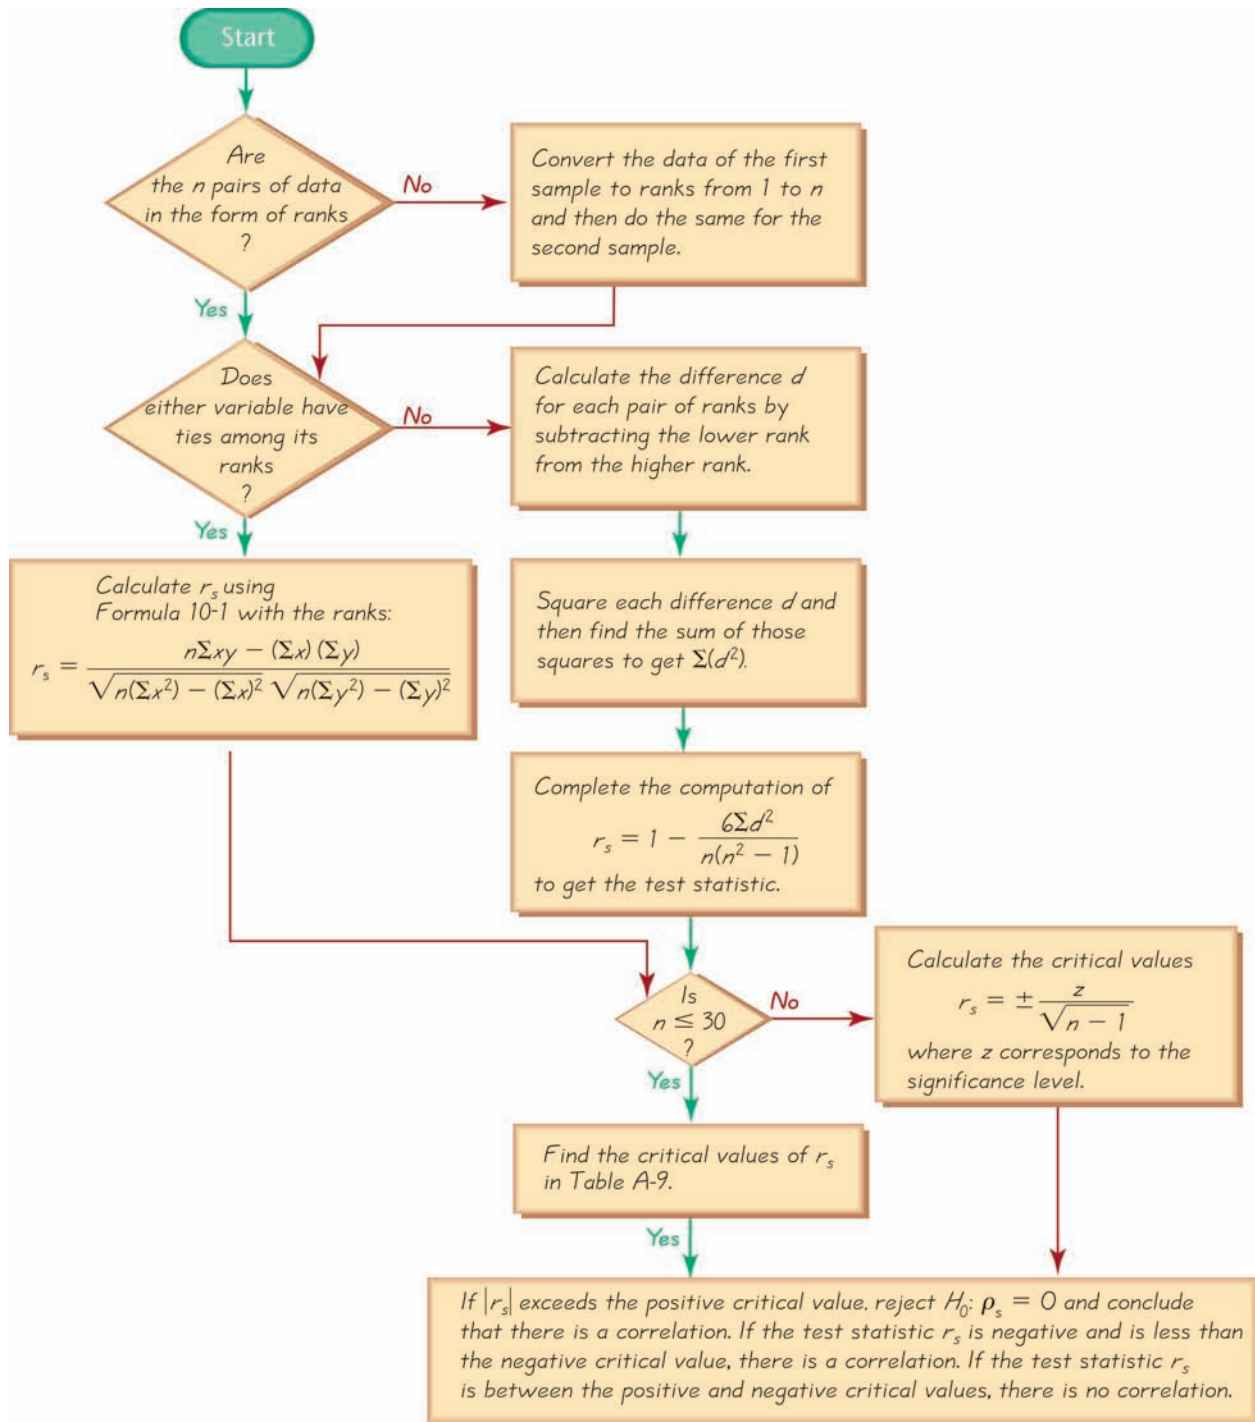 Start
Are
the n pairs of data
in the form of ranks
?
No
Convert the data of the first
sample to ranks from 1 to n
and then do the same for the
second sample.
Yes
Does
either variable have
ties among its
ranks
?
No
Calculate the difference d
for each pair of ranks by
subtracting the lower rank
from the higher rank.
Yes
Calculate rₛ using
Formula 10-1 with the ranks:
rₛ = nΣxy − (Σx) (Σy) / √n(Σx²) − (Σx)² √n(Σy²) − (Σy)²
Square each difference d and
then find the sum of those
squares to get Σ(d²).
Complete the computation of
rₛ = 1 − 6Σd² / n(n² − 1)
to get the test statistic.
Is
n ≤ 30
?
No
Calculate the critical values
rₛ = ± z / √n − 1
where z corresponds to the
significance level.
Yes
Find the critical values of rₛ
in Table A-9.
Yes
If |rₛ| exceeds the positive critical value, reject H₀: ρₛ = 0 and conclude
that there is a correlation. If the test statistic rₛ is negative and is less than
the negative critical value, there is a correlation. If the test statistic rₛ
is between the positive and negative critical values, there is no correlation.